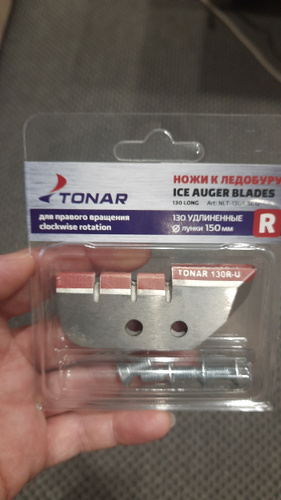 TONAR
НОЖИ К ЛЕДОБУРУ
ICE AUGER BLADES
130 LONG Art:
для правого вращения
clockwise rotation
130 УДЛИНЕННЫЕ
Ø лунки 150 мм
R
TONAR 130R-U